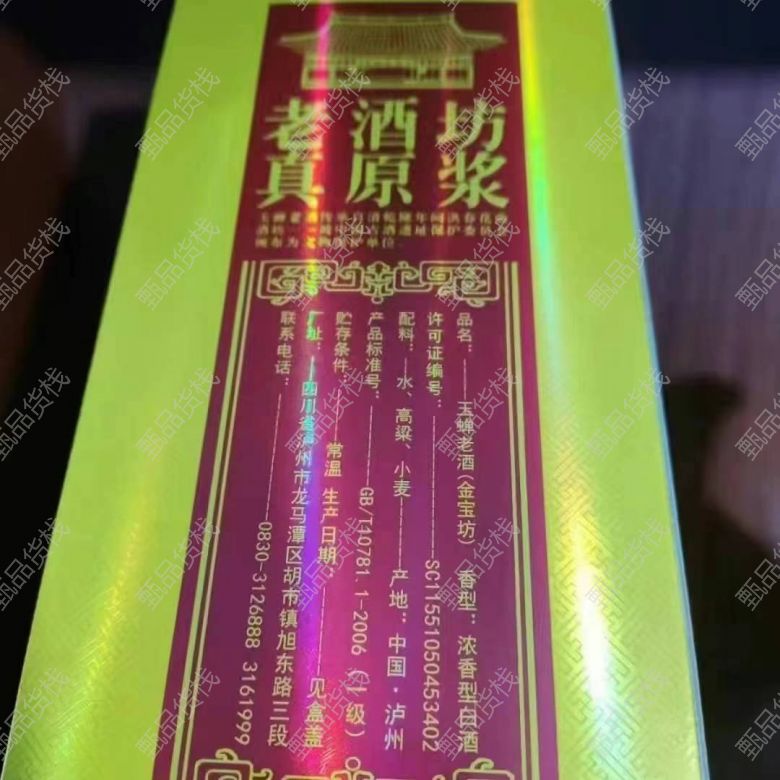 老酒坊
真原浆
品名：玉蝉老酒(金宝坊) 香型：浓香型白酒
许可证编号：SC11551050453402
配料：水、高粱、小麦 产地：中国·泸州
产品标准号：GB/T10781.1-2006 (一级)
贮存条件：常温 生产日期：见盒盖
厂址：四川省泸州市龙马潭区胡市镇旭东路三段
联系电话：0830-3126888 3161999
甄品货栈